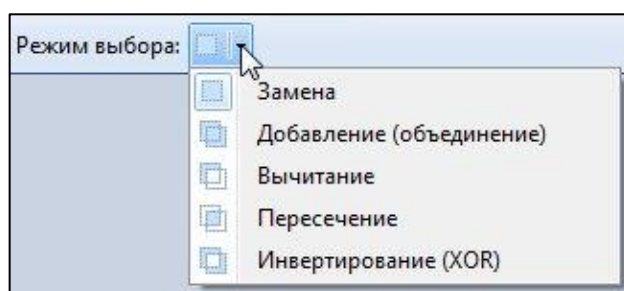 Режим выбора:
Замена
Добавление (объединение)
Вычитание
Пересечение
Инвертирование (XOR)